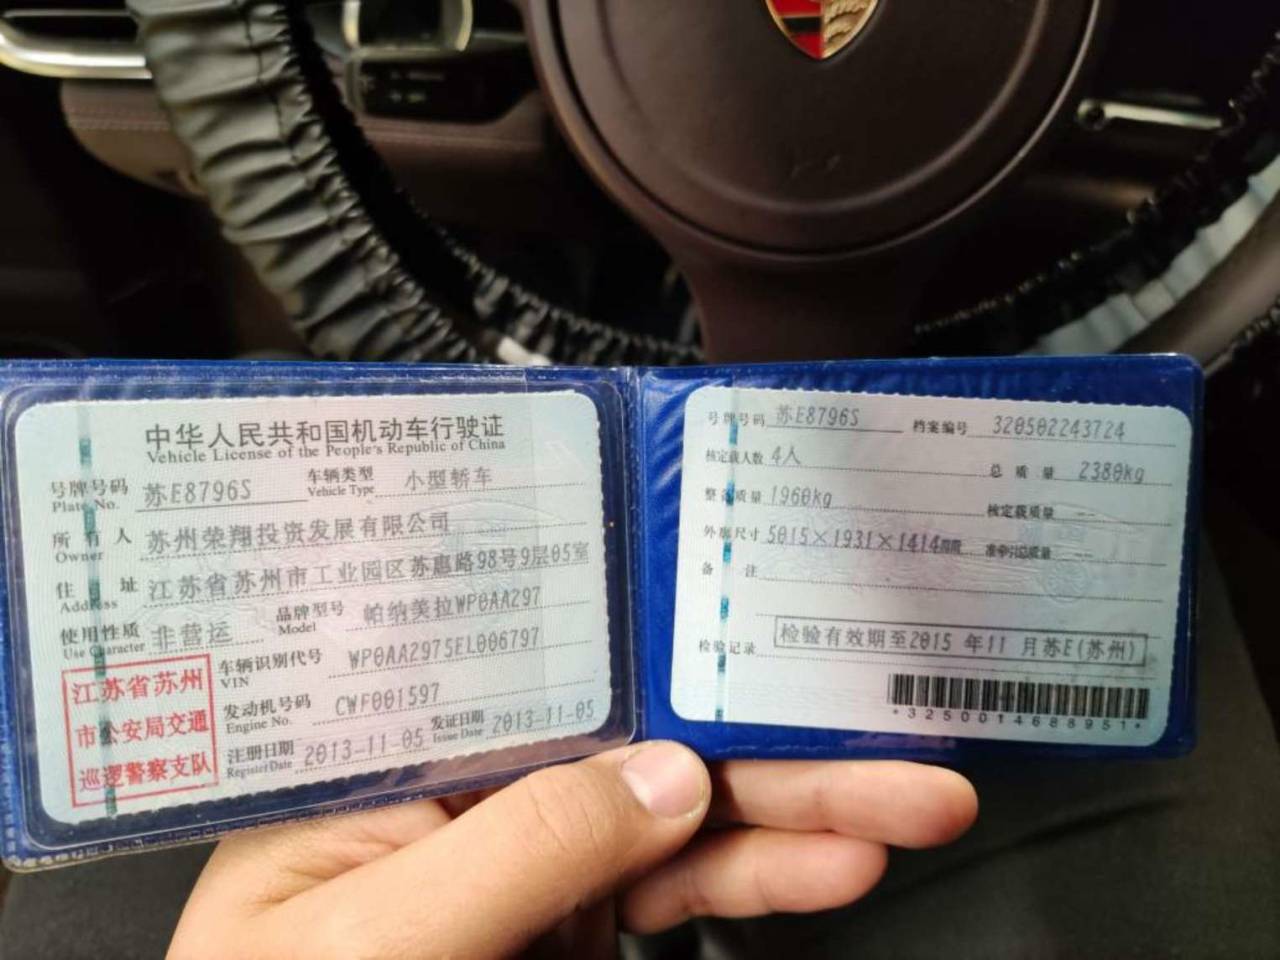 中华人民共和国机动车行驶证
Vehicle License of the People's Republic of China
号牌号码 Plate No. 苏E8796S 车辆类型 Vehicle Type 小型轿车
所有人 Owner 苏州荣翔投资发展有限公司
住址 Address 江苏省苏州市工业园区苏惠路98号9层05室
使用性质 Use Character 非营运 品牌型号 Model 帕纳美拉WP0AA297
车辆识别代号 VIN WP0AA2975EL006797
发动机号码 Engine No. CWF001597
注册日期 Register Date 2013-11-05 发证日期 Issue Date 2013-11-05
江苏省苏州
市公安局交通
巡逻警察支队
号牌号码 苏E8796S 档案编号 320502243724
核定载人数 4人 总质量 2380kg
整备质量 1960kg 核定载质量 --
外廓尺寸 5015×1931×1414 准牵引总质量 --
备注
检验记录 检验有效期至2015年11月苏E(苏州)
*3250014688951*